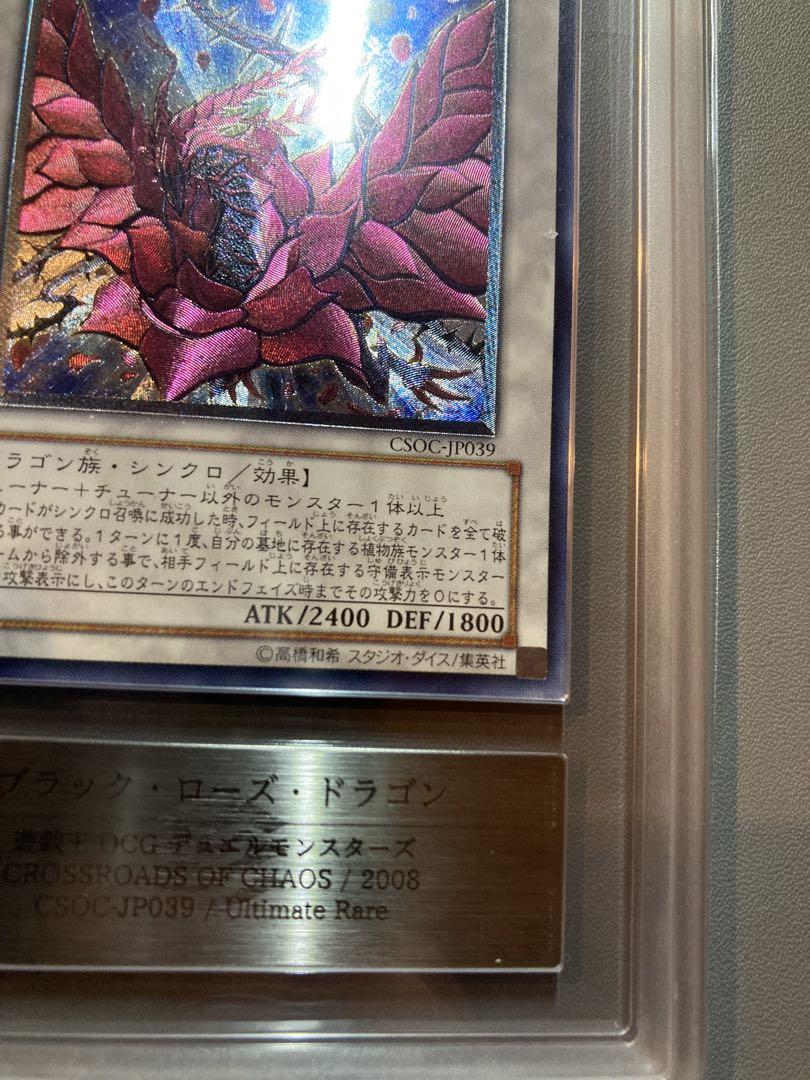 CSOC-JP039
ラゴン族・シンクロ/効果】
ューナー+チューナー以外のモンスター1体以上
カードがシンクロ召喚に成功した時、フィールド上に存在するカードを全て破
る事ができる。1ターンに1度、自分の墓地に存在する植物族モンスター1体
ームから除外する事で、相手フィールド上に存在する守備表示モンスター
攻撃表示にし、このターンのエンドフェイズ時までその攻撃力を0にする。
ATK/2400 DEF/1800
©高橋和希 スタジオ・ダイス/集英社
ブラック・ローズ・ドラゴン
遊戯王 OCG デュエルモンスターズ
CROSSROADS OF CHAOS / 2008
CSOC-JP039 / Ultimate Rare